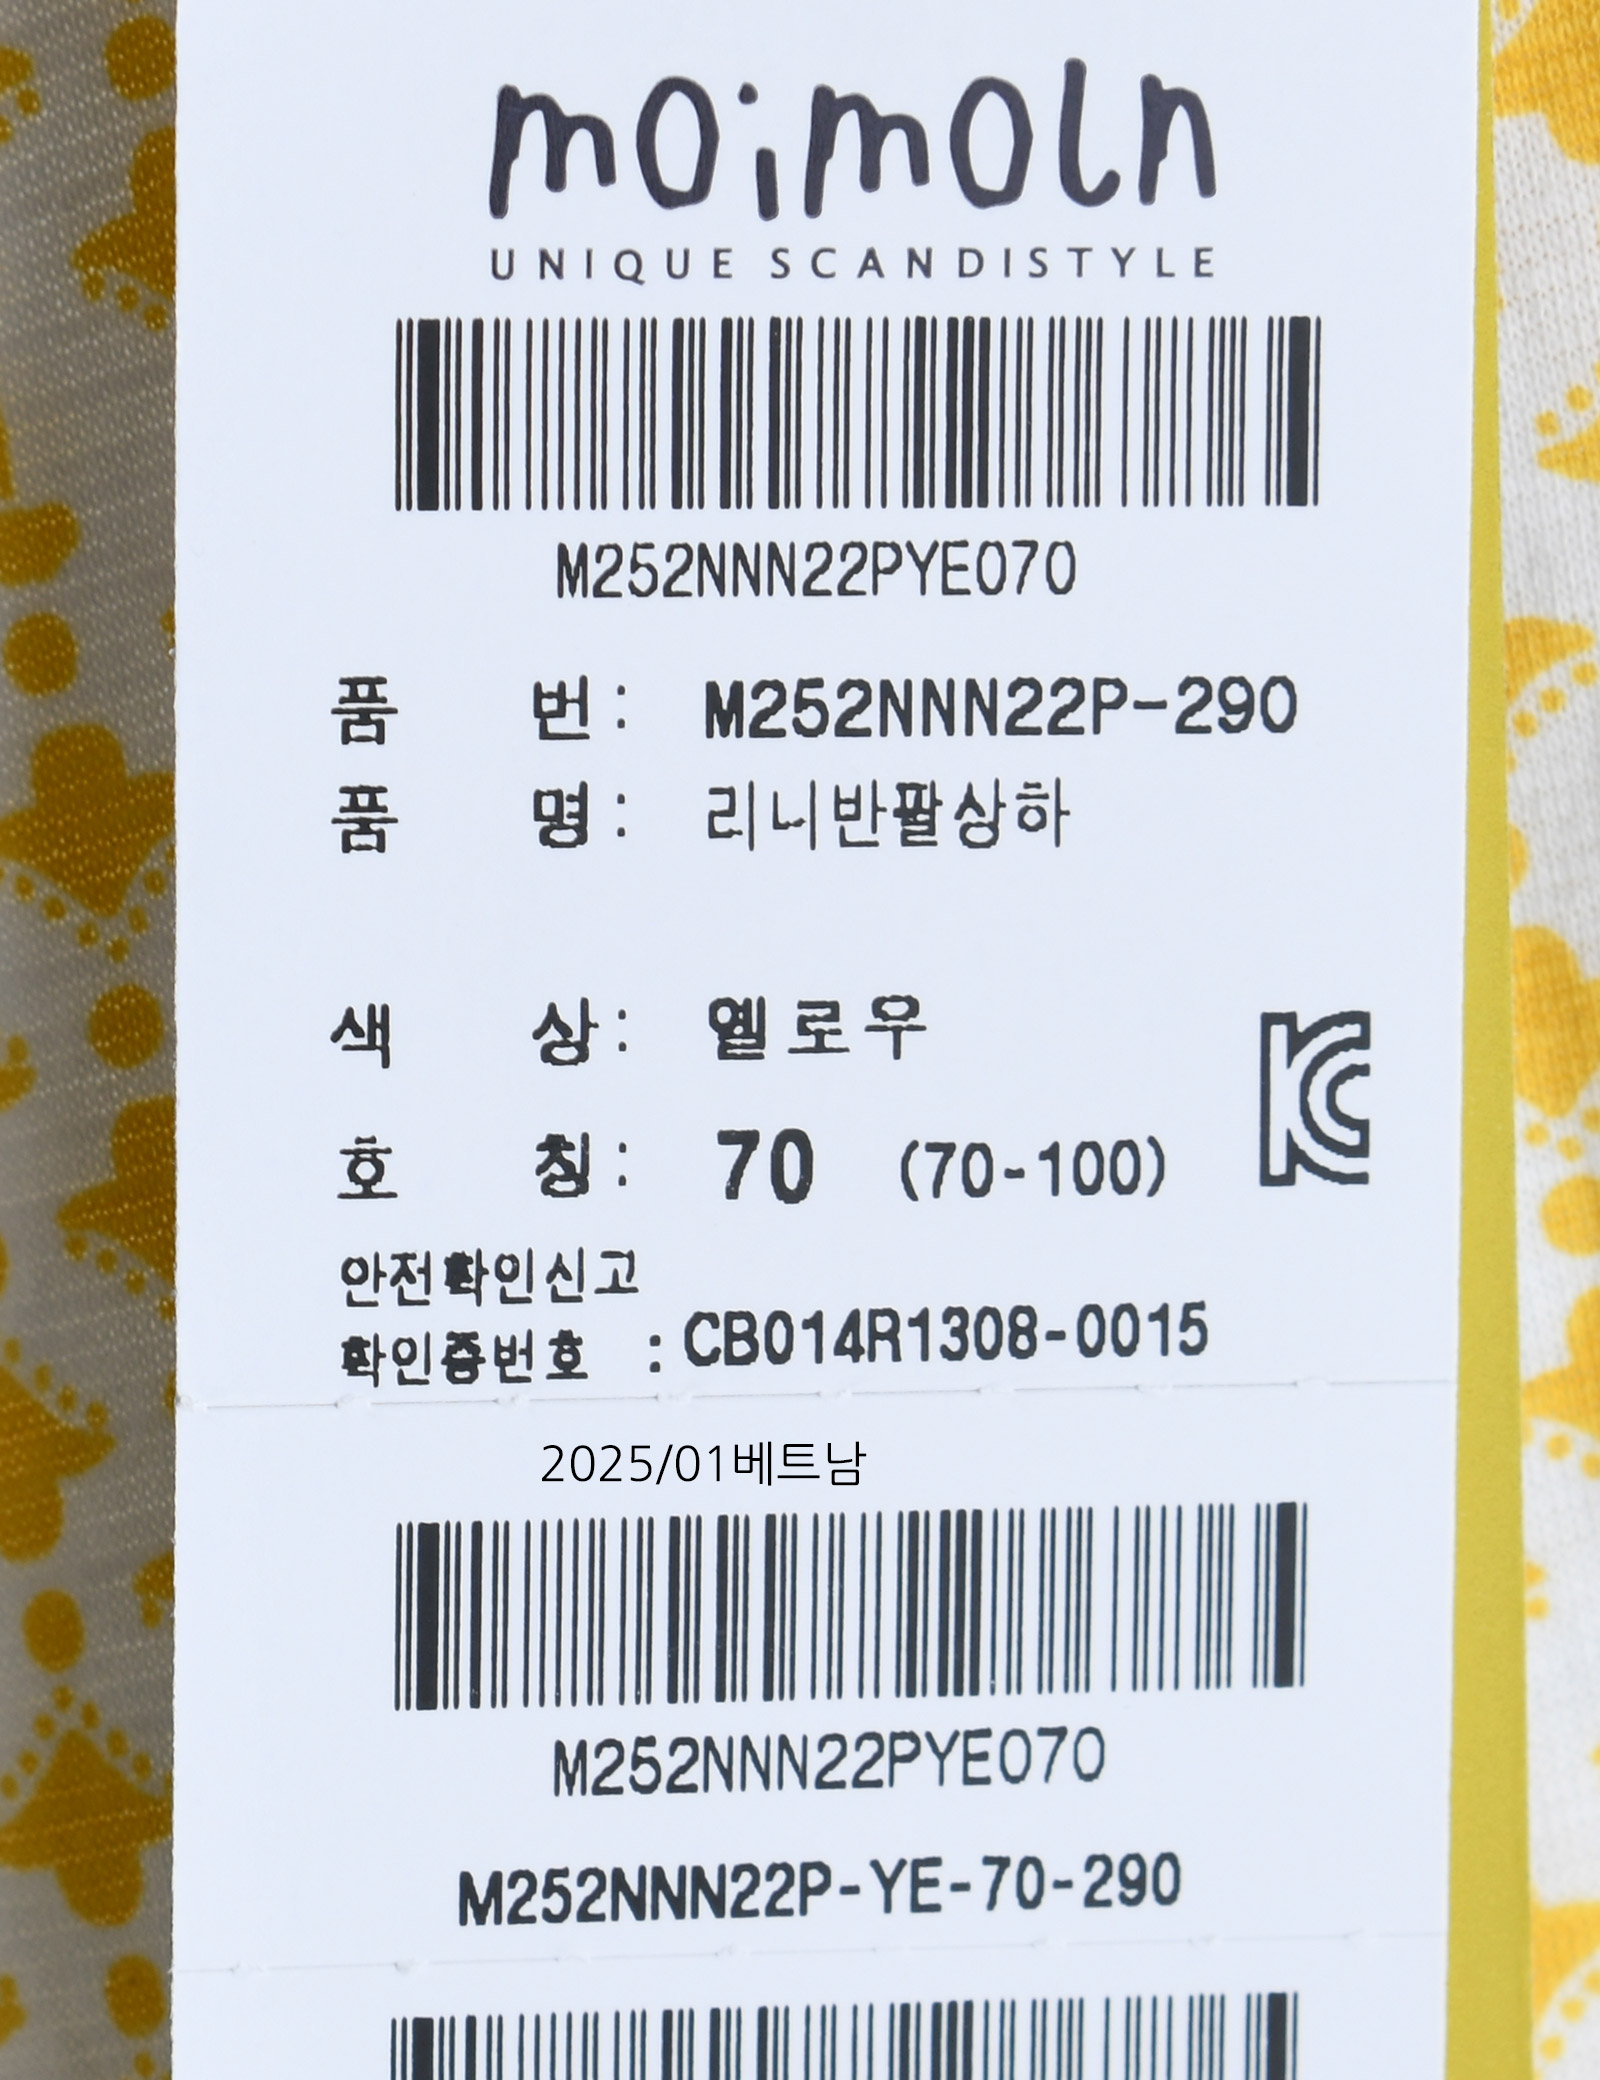 moimoln
UNIQUE SCANDISTYLE
M252NNN22PYE070
품 번 : M252NNN22P-290
품 명 : 리니반팔상하
색 상 : 옐로우
호 칭 : 70 (70-100)
안전확인신고
확인증번호 : CB014R1308-0015
2025/01베트남
M252NNN22PYE070
M252NNN22P-YE-70-290